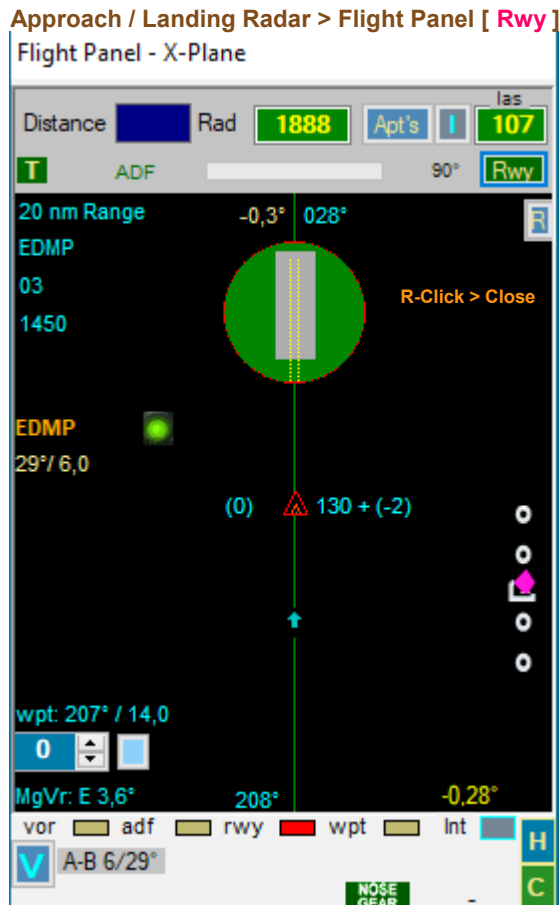 Approach / Landing Radar > Flight Panel [ Rwy ]
Flight Panel - X-Plane
Distance Rad 1888 Apt's I Ias 107
T ADF 90° Rwy
20 nm Range -0,3° 028° R
EDMP
03 R-Click > Close
1450
EDMP
29°/ 6,0
(0) 130 + (-2)
wpt: 207° / 14,0
0
MgVr: E 3,6° 208° -0,28°
vor adf rwy wpt Int H
V A-B 6/29°
NOSE GEAR - C